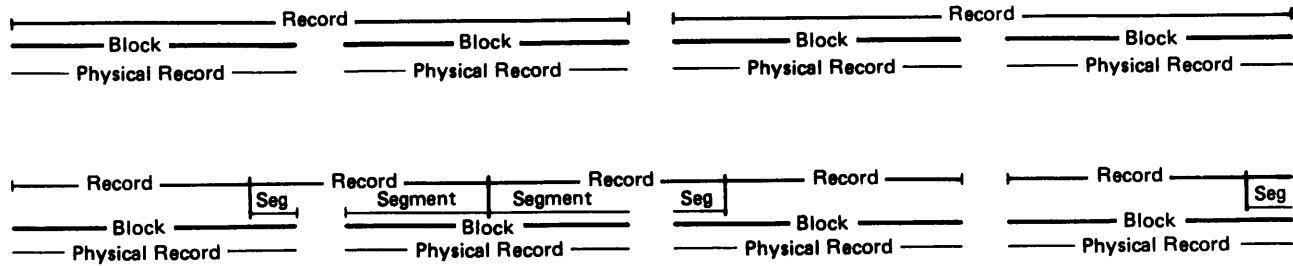 Record Record
Block Block Block Block
Physical Record Physical Record Physical Record Physical Record
Record Record Record Record Record
Seg Segment Segment Seg Seg
Block Block Block Block
Physical Record Physical Record Physical Record Physical Record